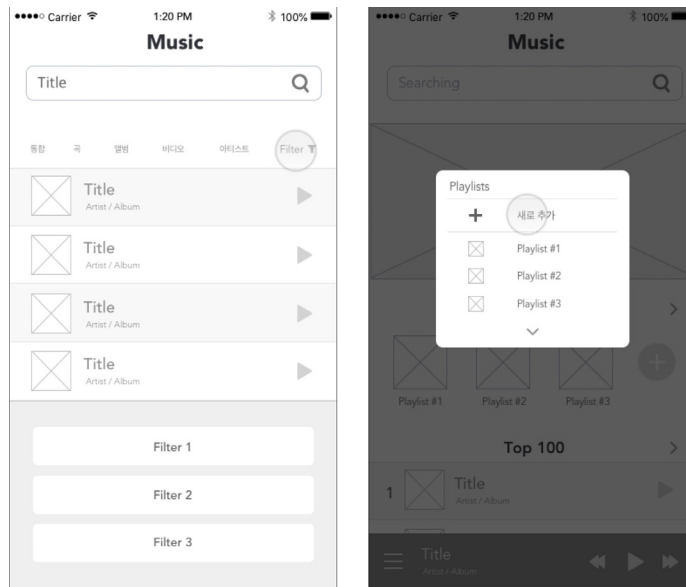 Carrier 1:20 PM 100%
Music
Title
통합 곡 앨범 비디오 아티스트 Filter
Title
Artist / Album
Title
Artist / Album
Title
Artist / Album
Title
Artist / Album
Filter 1
Filter 2
Filter 3
Carrier 1:20 PM 100%
Music
Searching
Playlists
새로 추가
Playlist #1
Playlist #2
Playlist #3
Playlist #1 Playlist #2 Playlist #3
Top 100
1 Title
Artist / Album
Title
Artist / Album